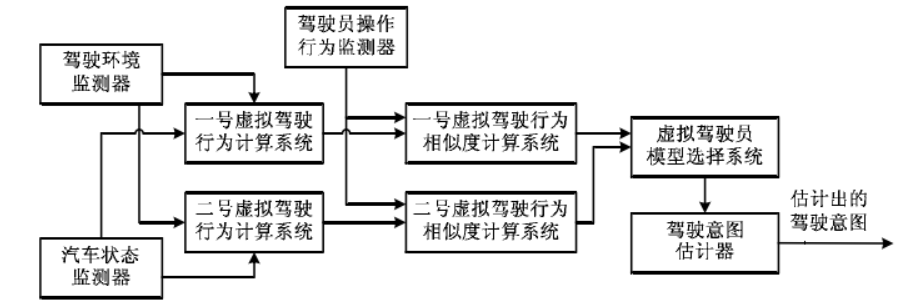 驾驶员操作
行为监测器
驾驶环境
监测器
一号虚拟驾驶
行为计算系统
一号虚拟驾驶行为
相似度计算系统
虚拟驾驶员
模型选择系统
二号虚拟驾驶
行为计算系统
二号虚拟驾驶行为
相似度计算系统
估计出的
驾驶意图
驾驶意图
估计器
汽车状态
监测器